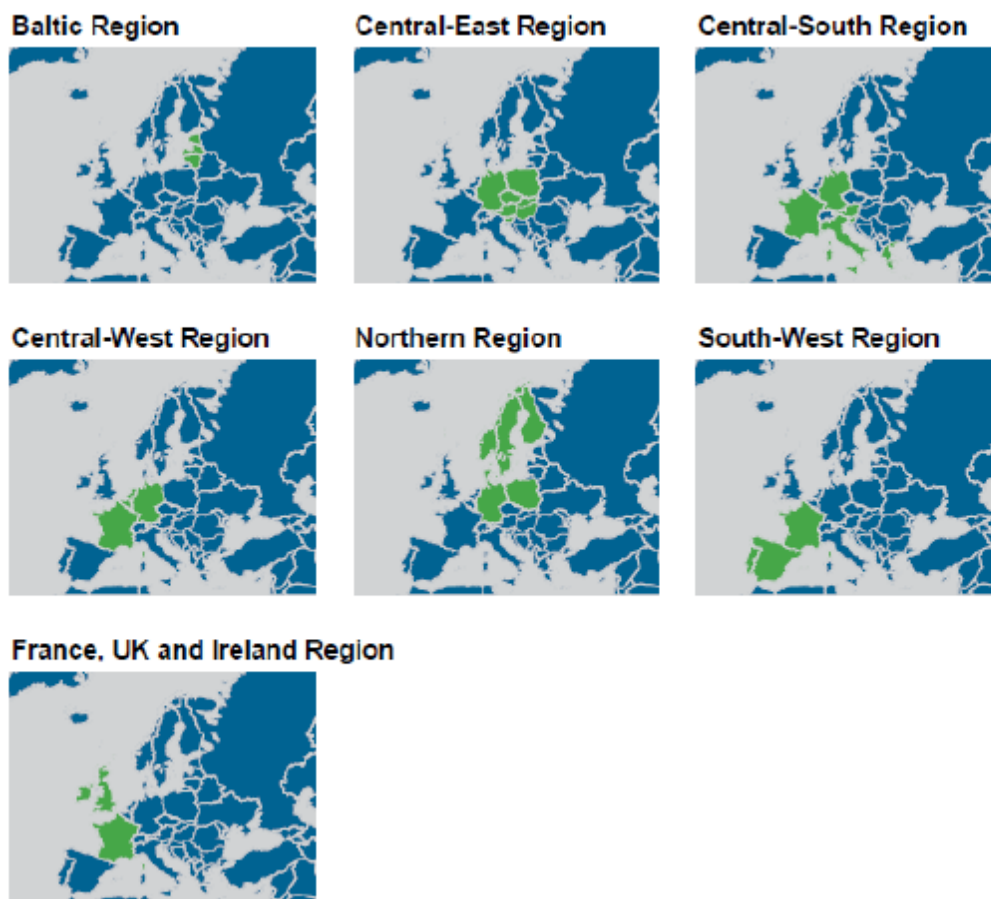 Baltic Region
Central-East Region
Central-South Region
Central-West Region
Northern Region
South-West Region
France, UK and Ireland Region